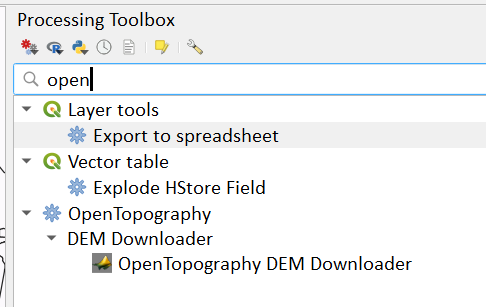 Processing Toolbox
open
Layer tools
Export to spreadsheet
Vector table
Explode HStore Field
OpenTopography
DEM Downloader
OpenTopography DEM Downloader